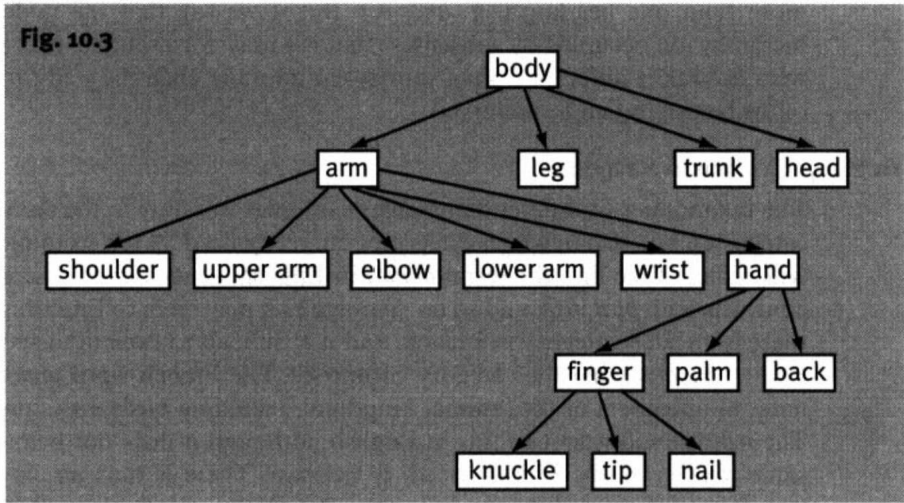 Fig. 10.3
body
arm leg trunk head
shoulder upper arm elbow lower arm wrist hand
finger palm back
knuckle tip nail